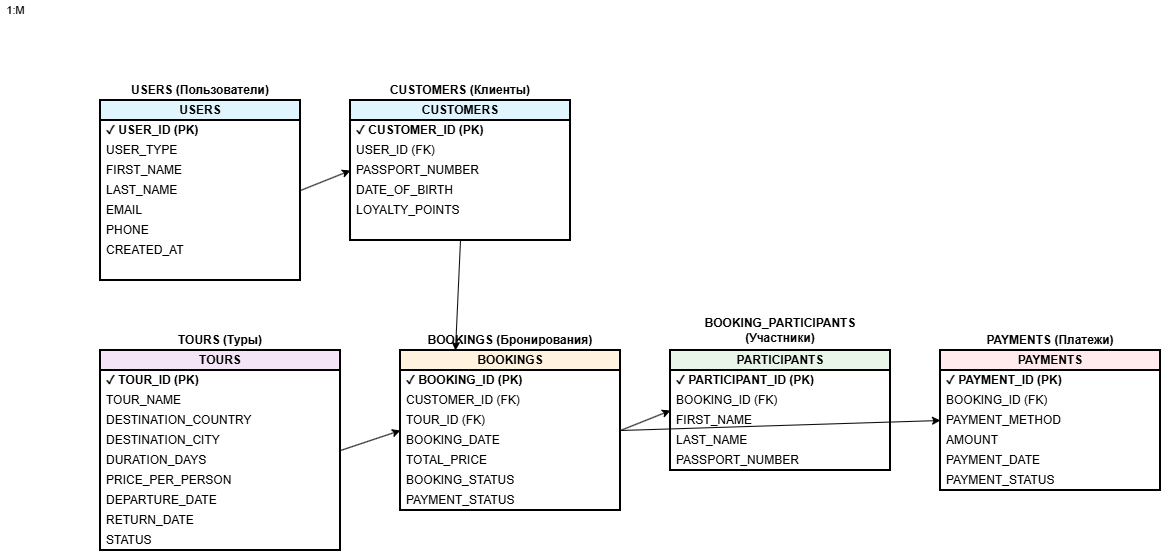 1:M
USERS (Пользователи)
USERS
✓ USER_ID (PK)
USER_TYPE
FIRST_NAME
LAST_NAME
EMAIL
PHONE
CREATED_AT
CUSTOMERS (Клиенты)
CUSTOMERS
✓ CUSTOMER_ID (PK)
USER_ID (FK)
PASSPORT_NUMBER
DATE_OF_BIRTH
LOYALTY_POINTS
TOURS (Туры)
TOURS
✓ TOUR_ID (PK)
TOUR_NAME
DESTINATION_COUNTRY
DESTINATION_CITY
DURATION_DAYS
PRICE_PER_PERSON
DEPARTURE_DATE
RETURN_DATE
STATUS
BOOKINGS (Бронирования)
BOOKINGS
✓ BOOKING_ID (PK)
CUSTOMER_ID (FK)
TOUR_ID (FK)
BOOKING_DATE
TOTAL_PRICE
BOOKING_STATUS
PAYMENT_STATUS
BOOKING_PARTICIPANTS
(Участники)
PARTICIPANTS
✓ PARTICIPANT_ID (PK)
BOOKING_ID (FK)
FIRST_NAME
LAST_NAME
PASSPORT_NUMBER
PAYMENTS (Платежи)
PAYMENTS
✓ PAYMENT_ID (PK)
BOOKING_ID (FK)
PAYMENT_METHOD
AMOUNT
PAYMENT_DATE
PAYMENT_STATUS